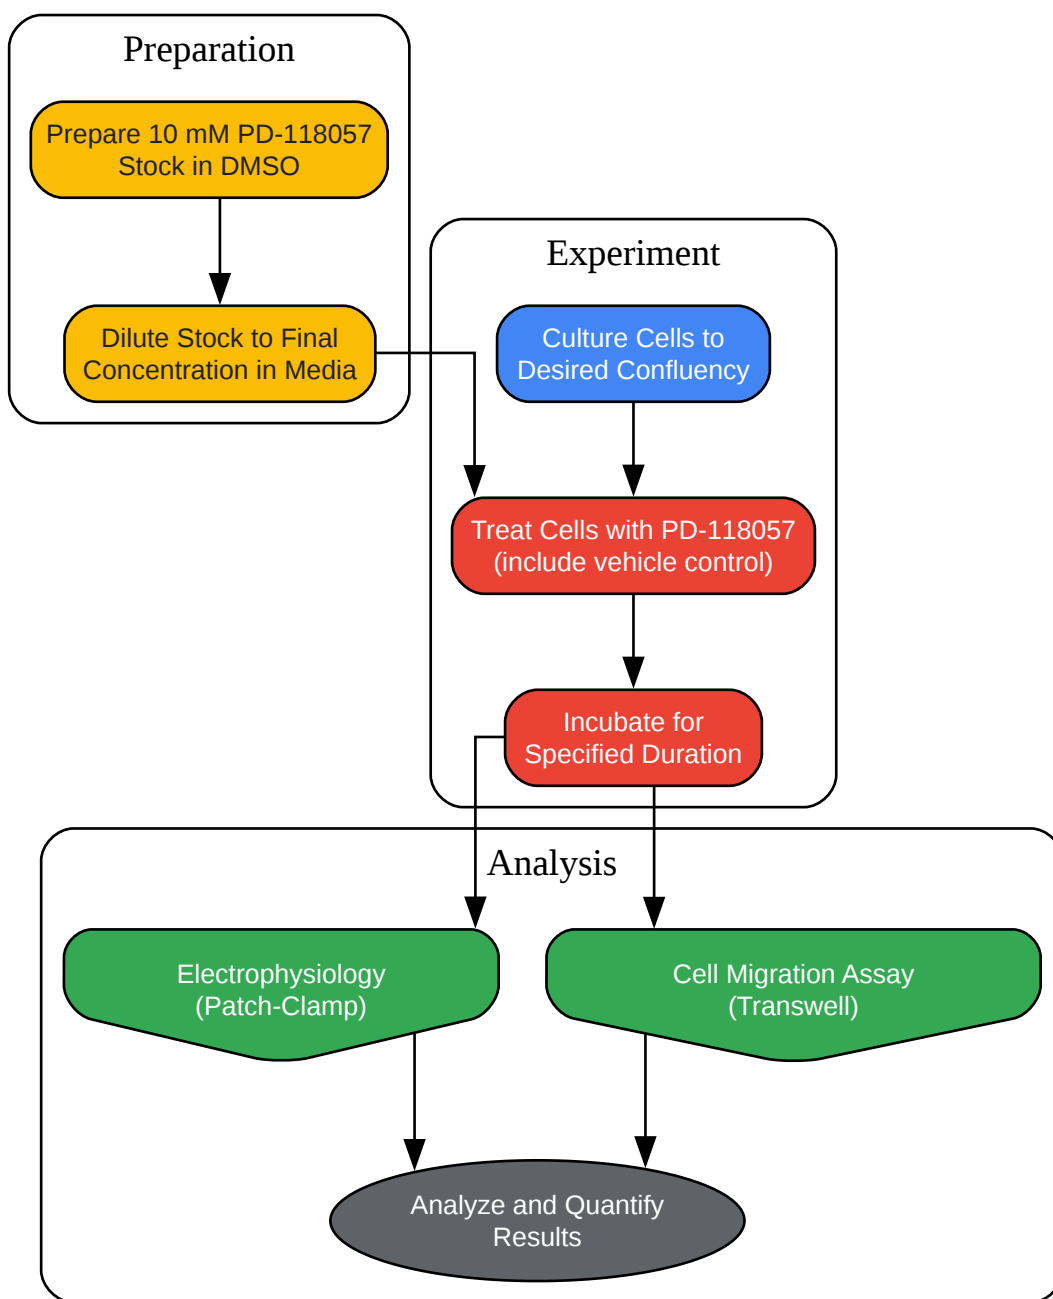 Preparation
Prepare 10 mM PD-118057
Stock in DMSO
Dilute Stock to Final
Concentration in Media
Experiment
Culture Cells to
Desired Confluency
Treat Cells with PD-118057
(include vehicle control)
Incubate for
Specified Duration
Analysis
Electrophysiology
(Patch-Clamp)
Cell Migration Assay
(Transwell)
Analyze and Quantify
Results